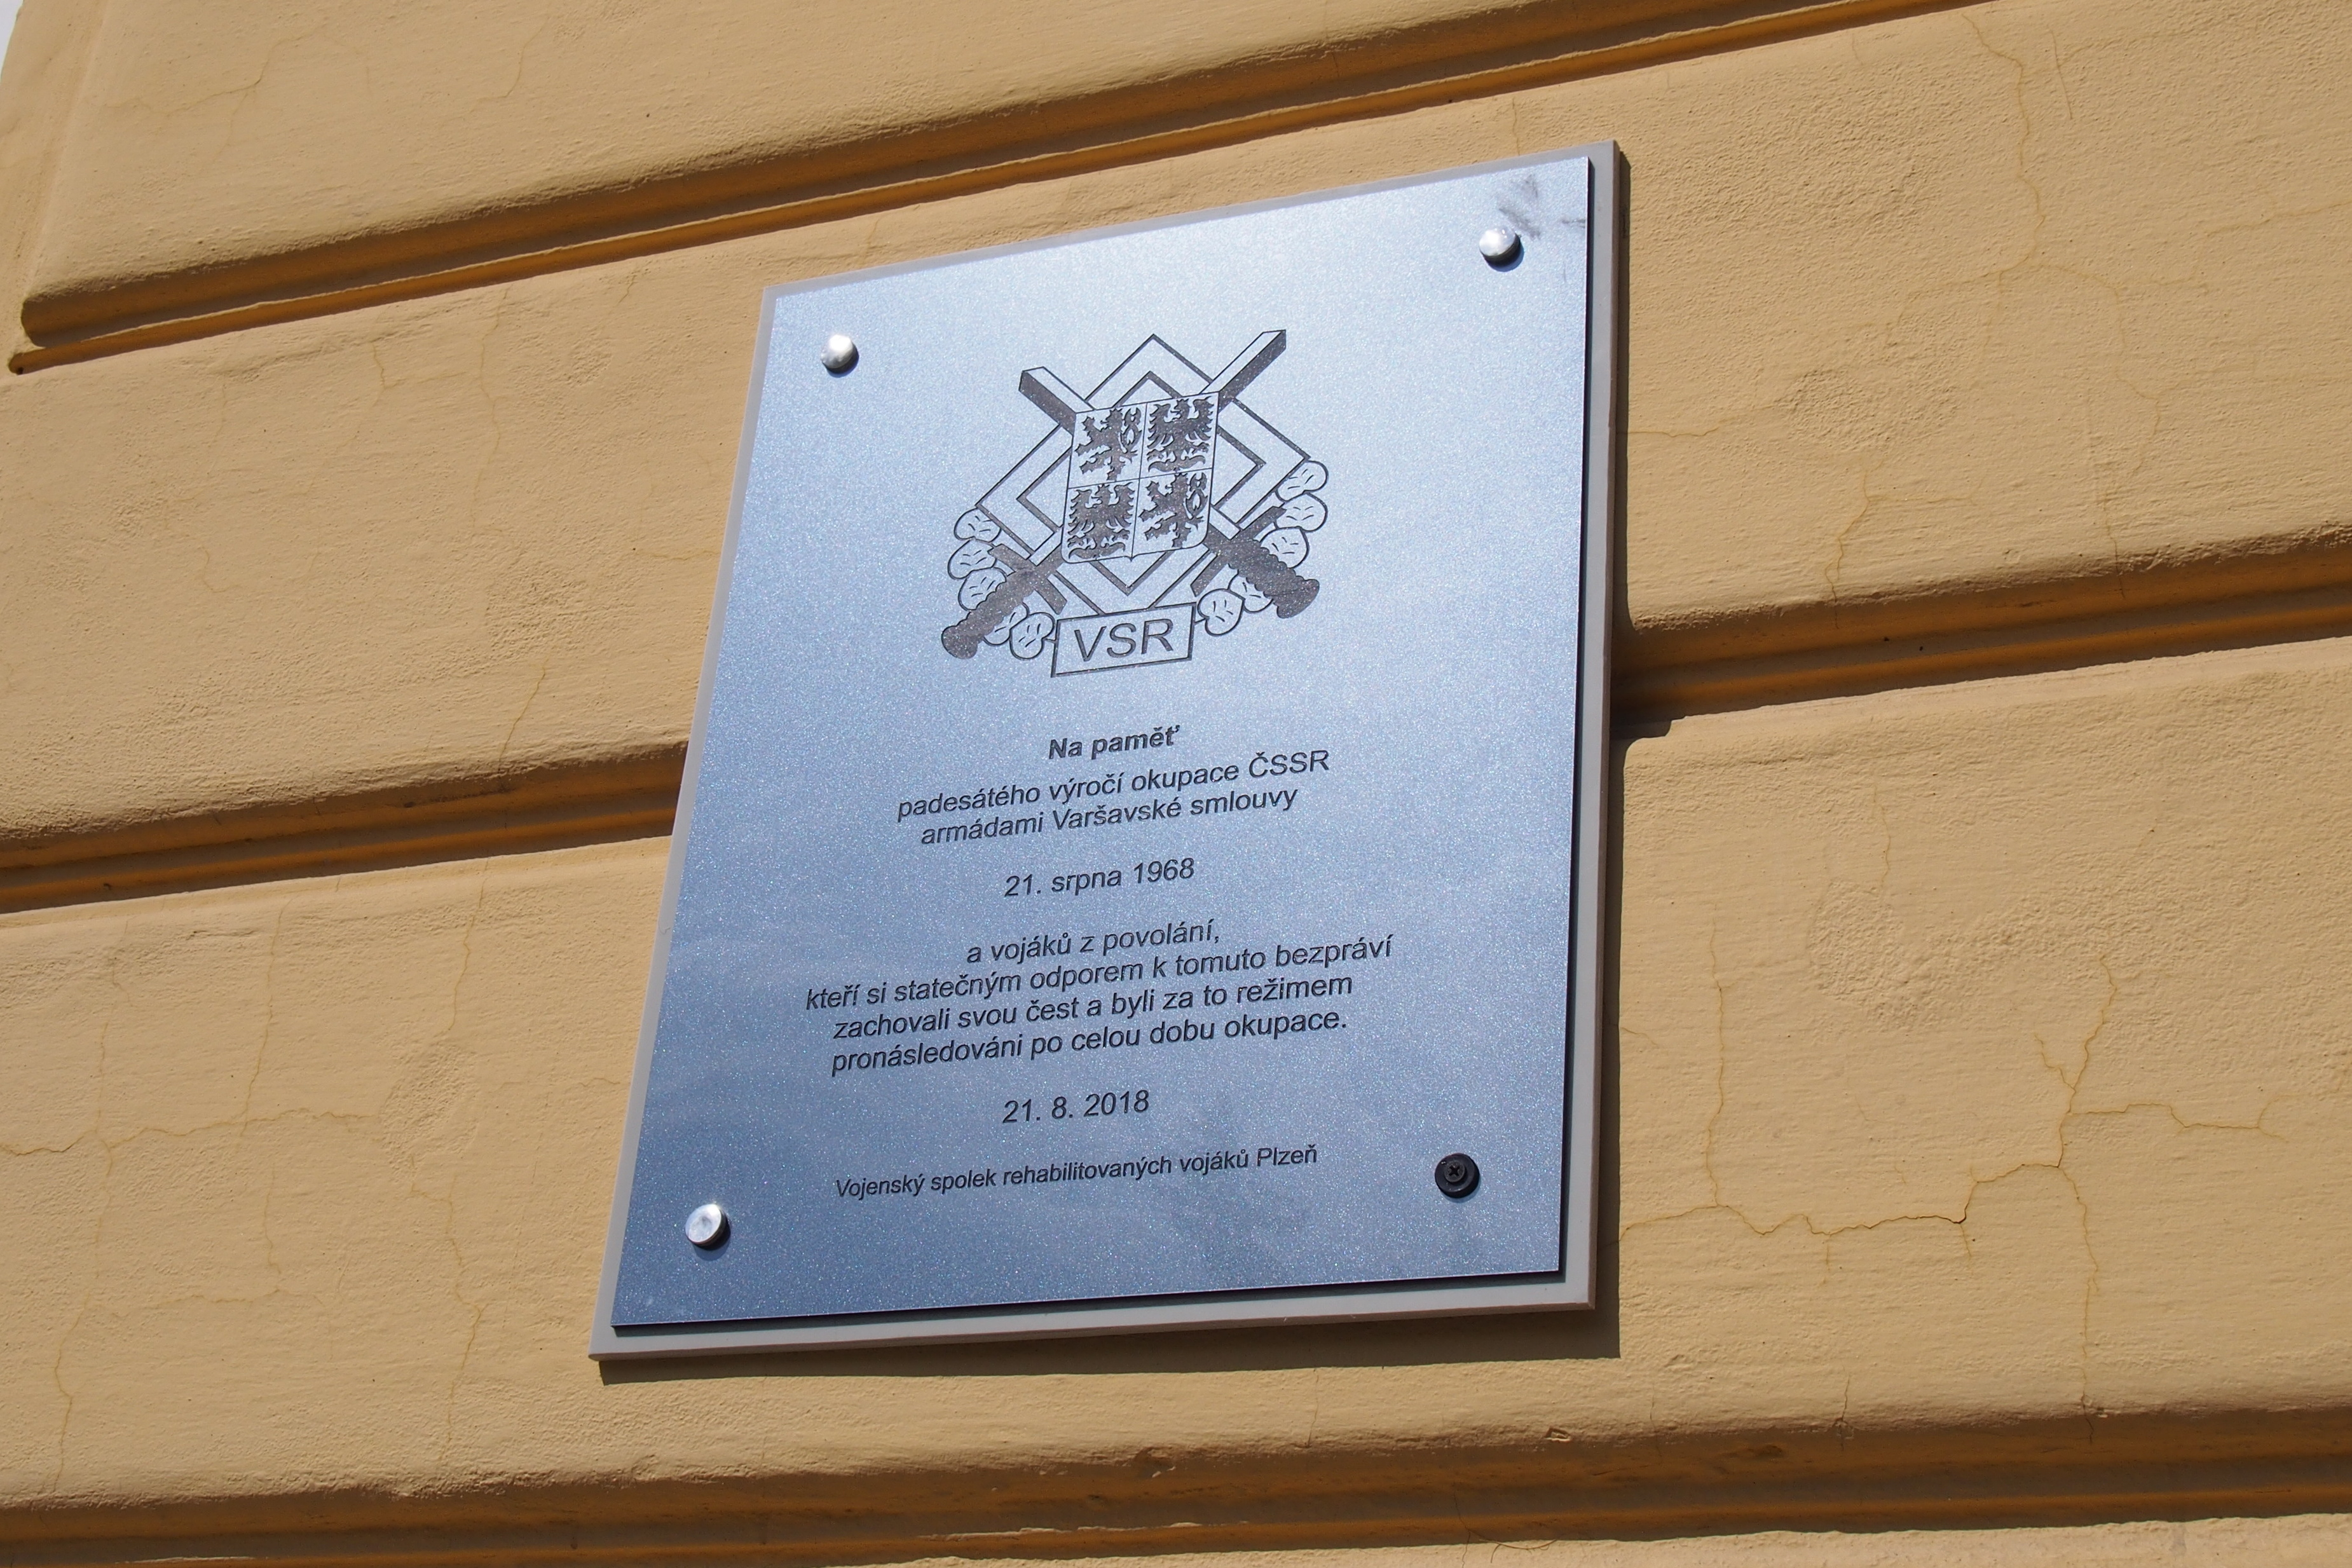 VSR
Na paměť
padesátého výročí okupace ČSSR
armádami Varšavské smlouvy
21. srpna 1968
a vojáků z povolání,
kteří si statečným odporem k tomuto bezpráví
zachovali svou čest a byli za to režimem
pronásledováni po celou dobu okupace.
21. 8. 2018
Vojenský spolek rehabilitovaných vojáků Plzeň